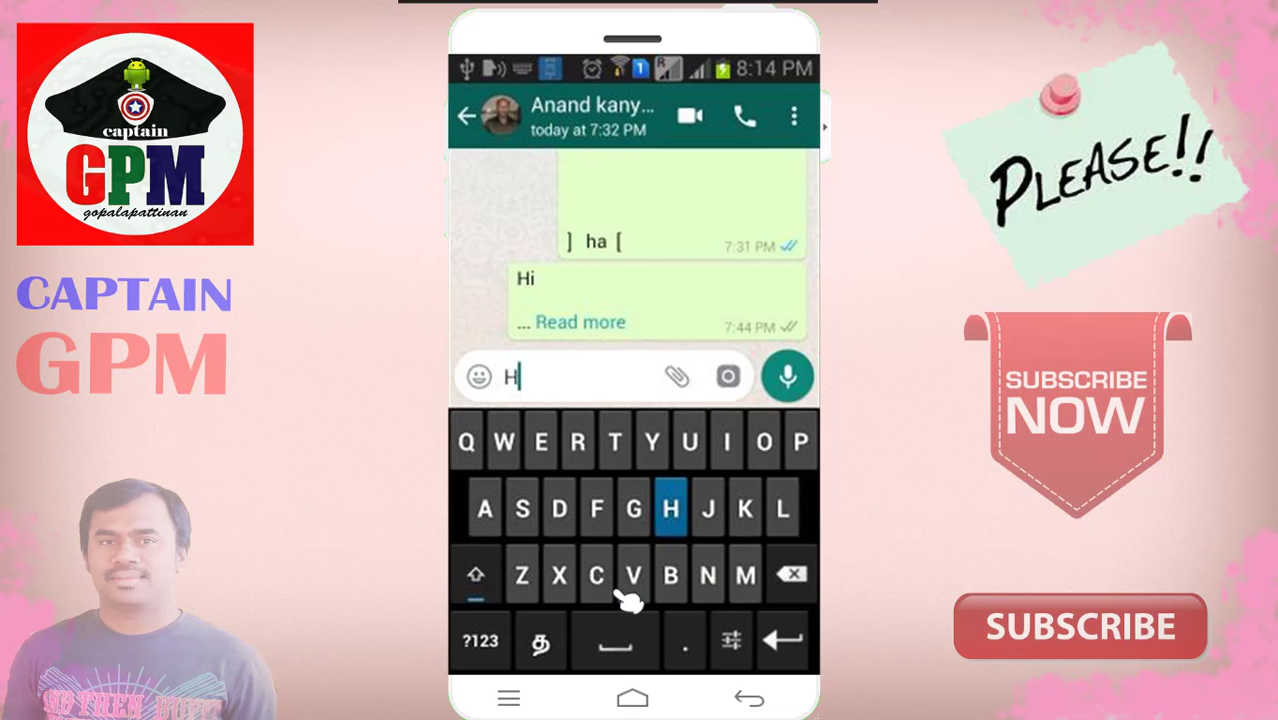 captain
GPM
gopalapattinan
CAPTAIN
GPM
8:14 PM
Anand kany...
today at 7:32 PM
] ha [
7:31 PM
Hi
... Read more
7:44 PM
H
Q W E R T Y U I O P
A S D F G H J K L
Z X C V B N M
?123 த .
PLEASE!!
SUBSCRIBE
NOW
SUBSCRIBE